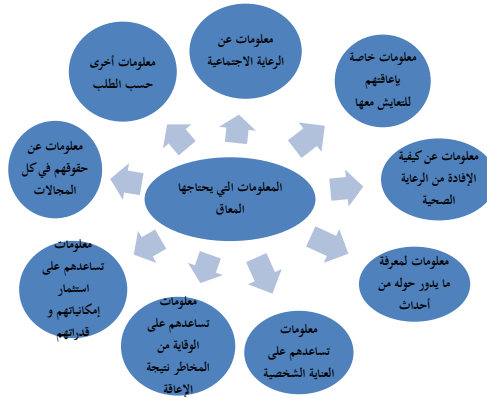 المعلومات التي يحتاجها
المعاق
معلومات عن
الرعاية الاجتماعية
معلومات خاصة
بإعاقتهم
للتعايش معها
معلومات عن كيفية
الإفادة من الرعاية
الصحية
معلومات لمعرفة
ما يدور حوله من
أحداث
معلومات
تساعدهم على
العناية الشخصية
معلومات
تساعدهم على
الوقاية من
المخاطر نتيجة
الإعاقة
معلومات
تساعدهم على
استثمار
إمكانياتهم و
قدراتهم
معلومات عن
حقوقهم في كل
المجالات
معلومات أخرى
حسب الطلب